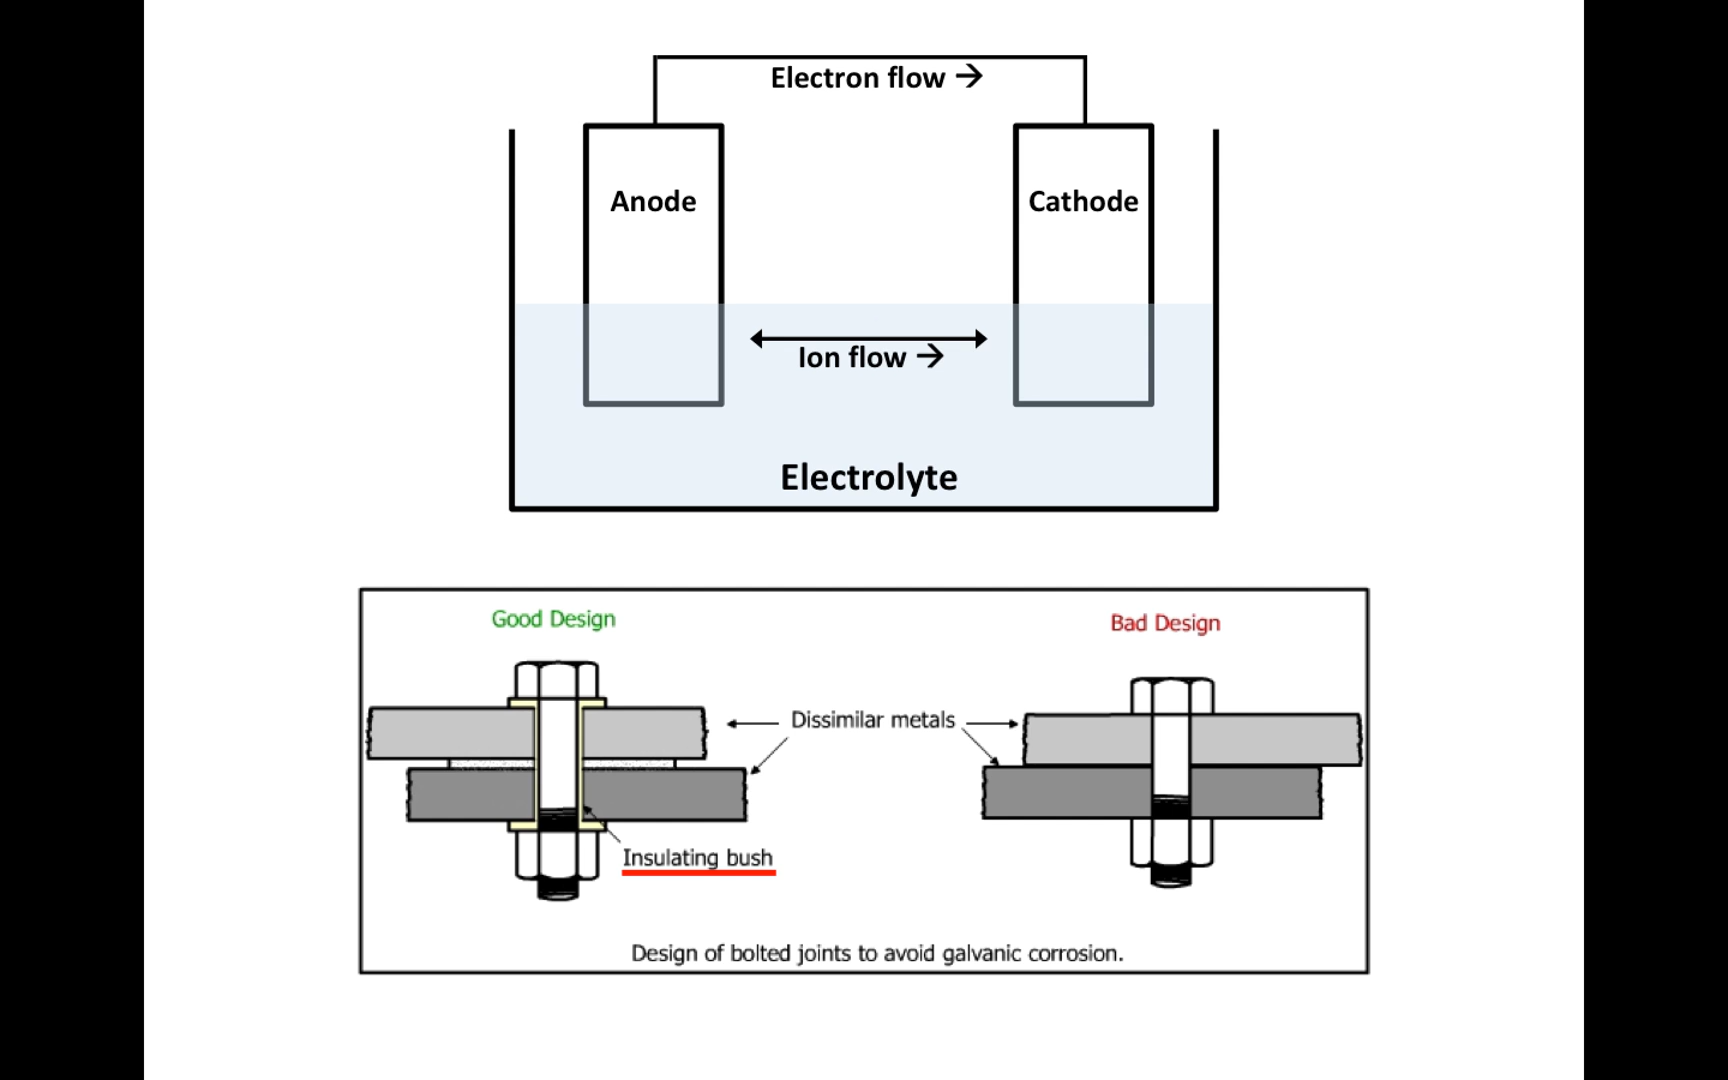 Electron flow →
Anode
Cathode
Ion flow →
Electrolyte
Good Design
Bad Design
Dissimilar metals
Insulating bush
Design of bolted joints to avoid galvanic corrosion.